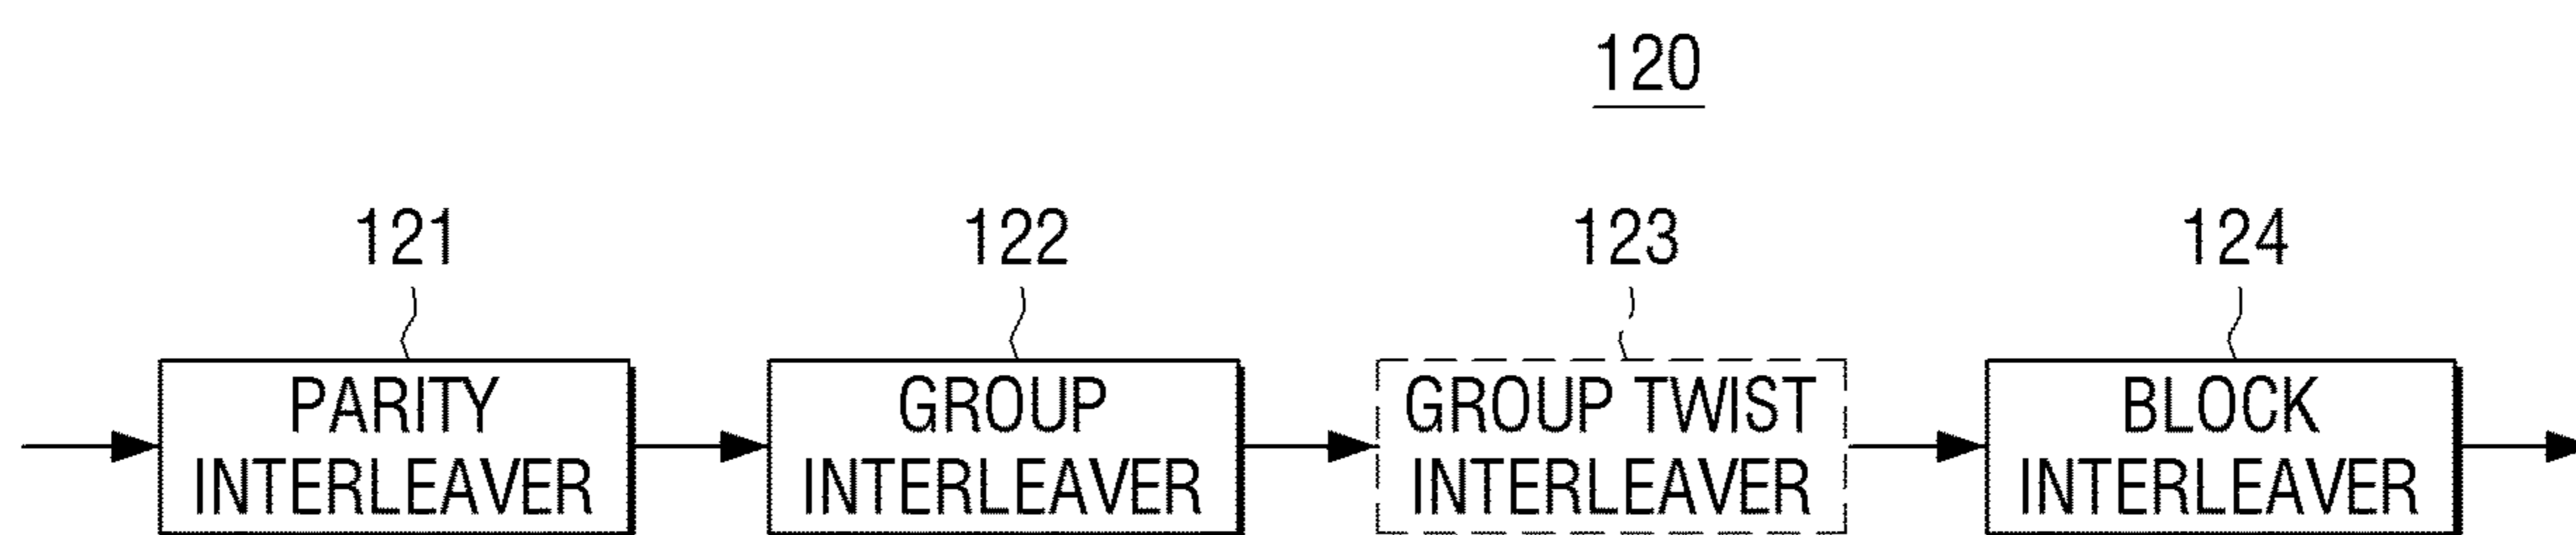 120
121
122
123
124
PARITY
INTERLEAVER
GROUP
INTERLEAVER
GROUP TWIST
INTERLEAVER
BLOCK
INTERLEAVER